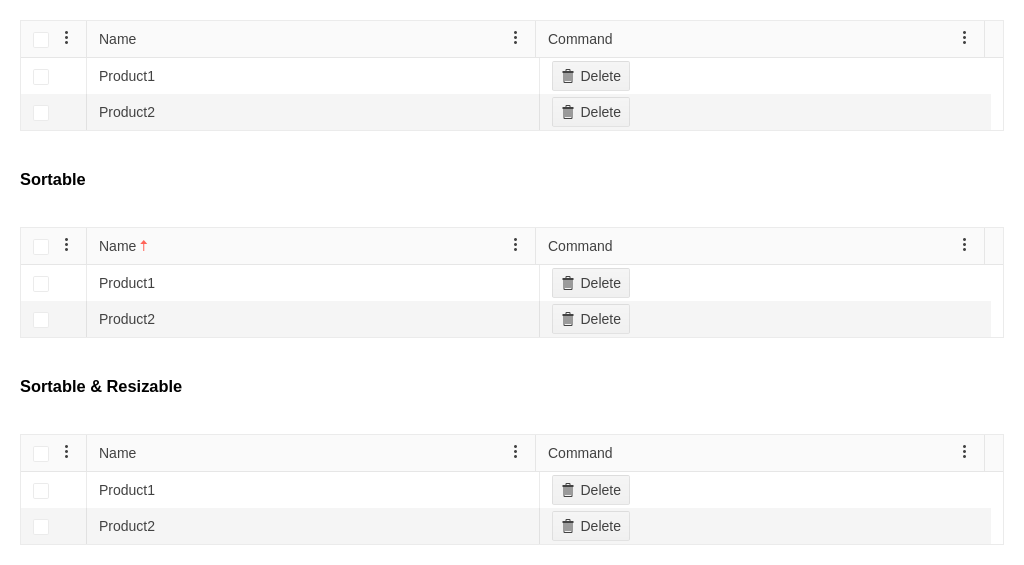 Name Command
Product1 Delete
Product2 Delete
Sortable
Name Command
Product1 Delete
Product2 Delete
Sortable & Resizable
Name Command
Product1 Delete
Product2 Delete